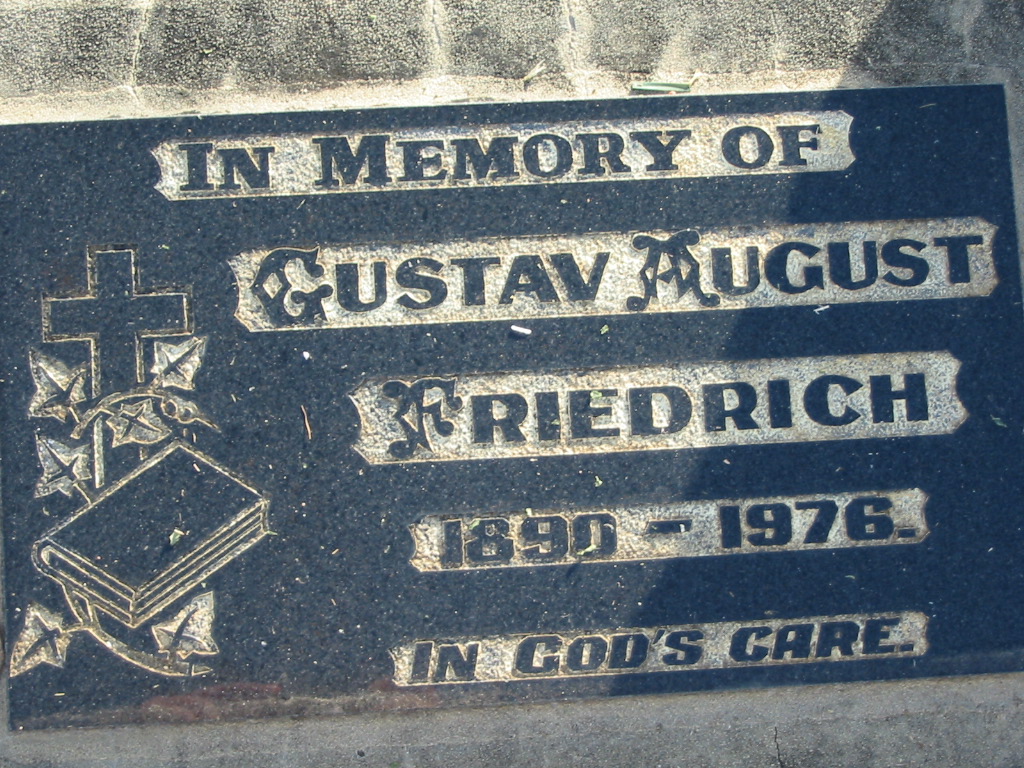 In Memory of
Gustav August
Friedrich
1890 - 1976.
In God's care.